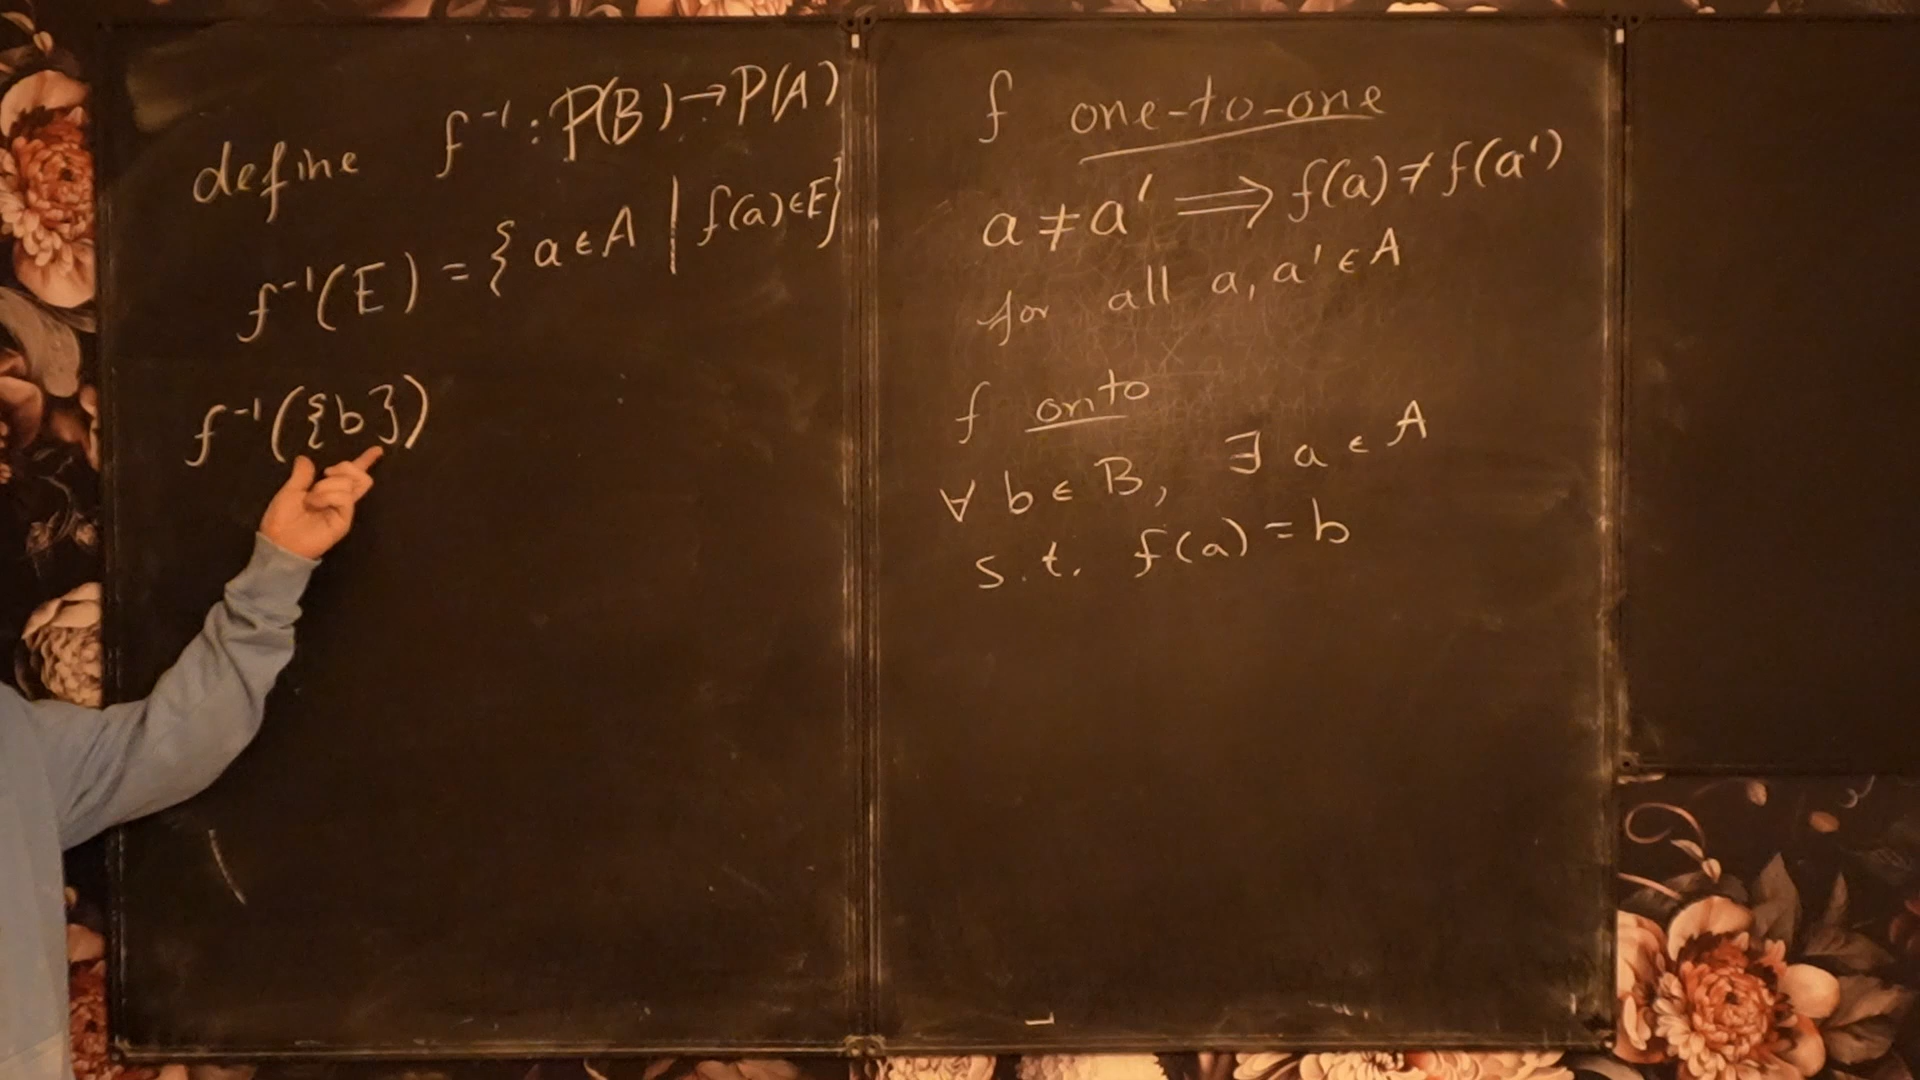 define f⁻¹ : P(B) → P(A)
f⁻¹(E) = { a ∈ A | f(a) ∈ E }
f⁻¹({b})
f one-to-one
a ≠ a' ⟹ f(a) ≠ f(a')
for all a, a' ∈ A
f onto
∀ b ∈ B, ∃ a ∈ A
s.t. f(a) = b